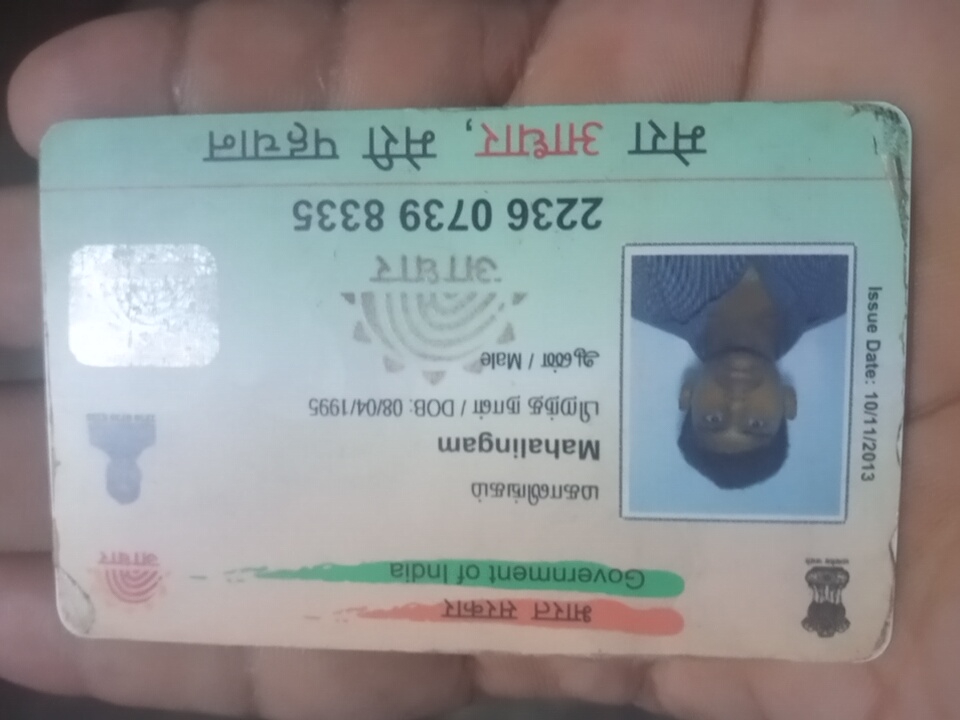 भारत सरकार
Government of India
மகாலிங்கம்
Mahalingam
பிறந்த நாள் / DOB: 08/04/1995
ஆண் / Male
आधार
2236 0739 8335
मेरा आधार, मेरी पहचान
Issue Date: 10/11/2013
आधार